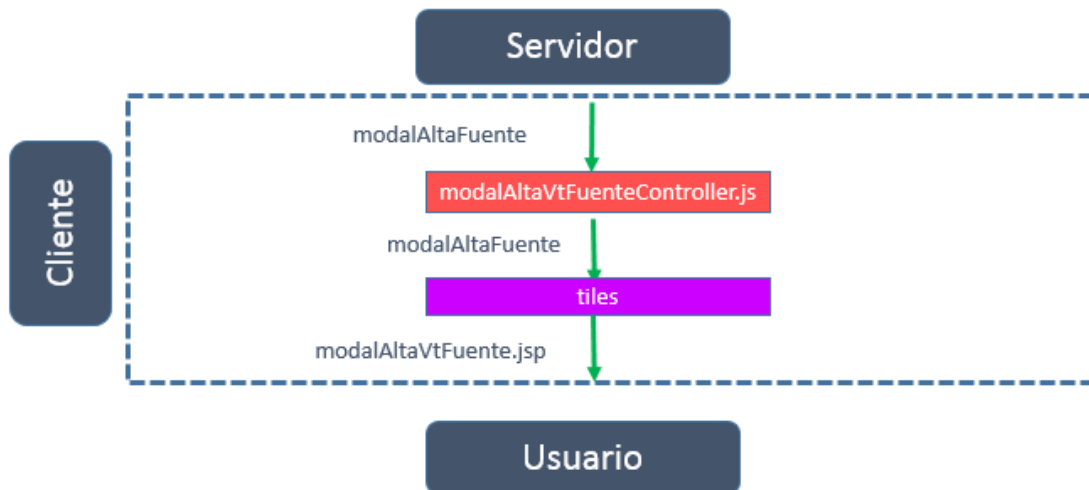 Servidor
modalAltaFuente
Cliente
modalAltaVtFuenteController.js
modalAltaFuente
tiles
modalAltaVtFuente.jsp
Usuario